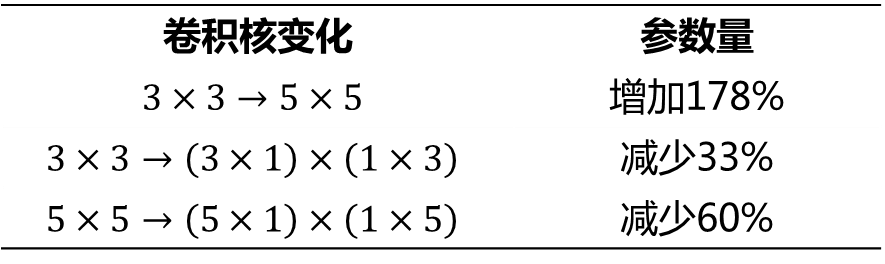 卷积核变化 参数量
3 × 3 → 5 × 5 增加178%
3 × 3 → (3 × 1) × (1 × 3) 减少33%
5 × 5 → (5 × 1) × (1 × 5) 减少60%